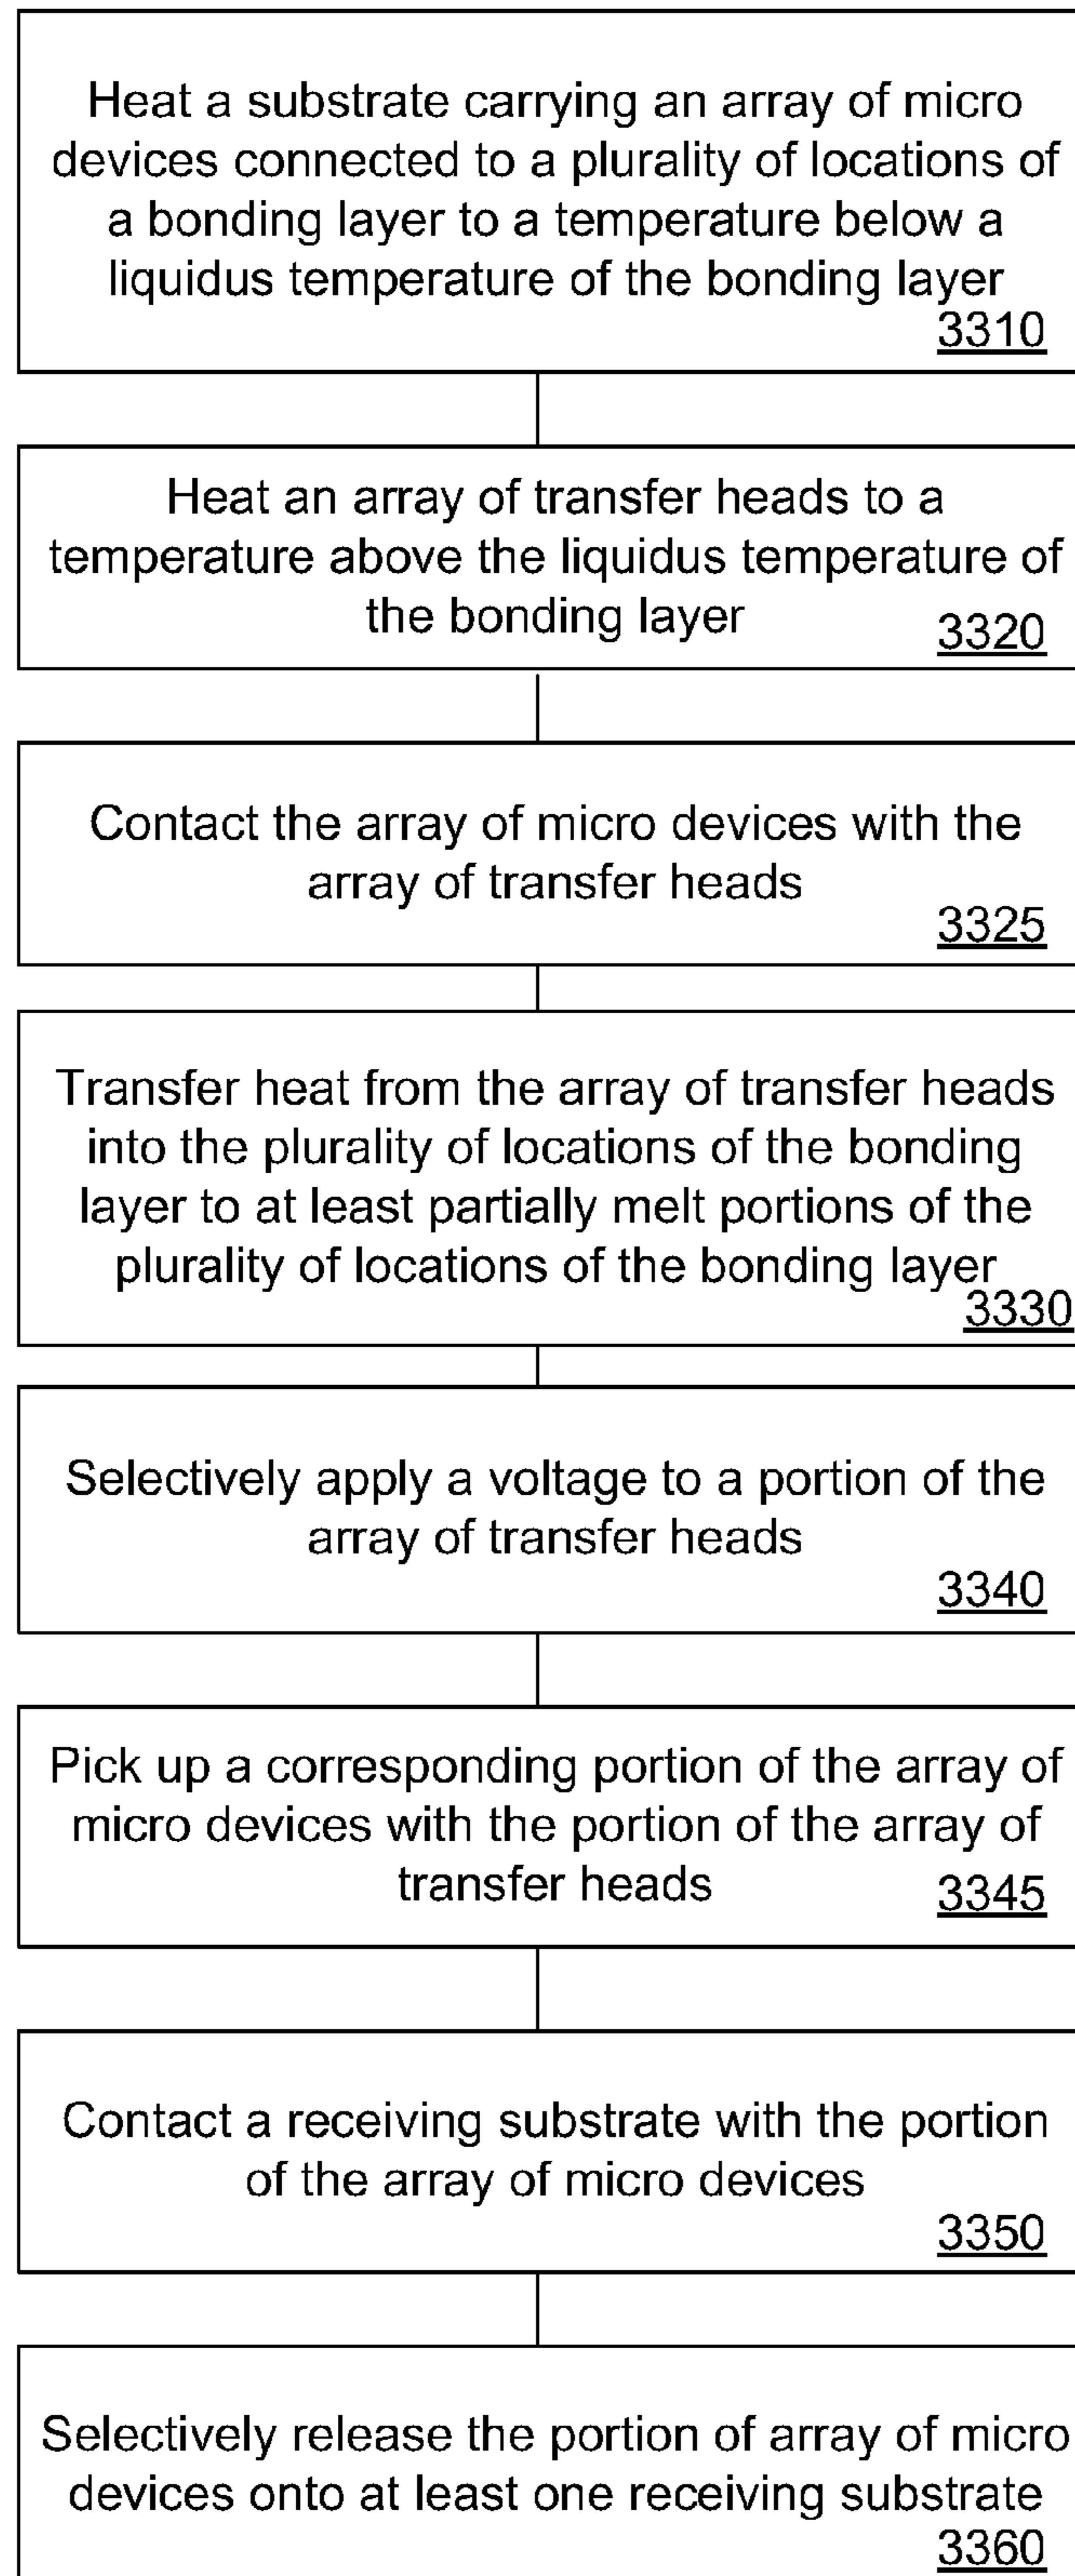 Heat a substrate carrying an array of micro
devices connected to a plurality of locations of
a bonding layer to a temperature below a
liquidus temperature of the bonding layer
3310
Heat an array of transfer heads to a
temperature above the liquidus temperature of
the bonding layer
3320
Contact the array of micro devices with the
array of transfer heads
3325
Transfer heat from the array of transfer heads
into the plurality of locations of the bonding
layer to at least partially melt portions of the
plurality of locations of the bonding layer
3330
Selectively apply a voltage to a portion of the
array of transfer heads
3340
Pick up a corresponding portion of the array of
micro devices with the portion of the array of
transfer heads
3345
Contact a receiving substrate with the portion
of the array of micro devices
3350
Selectively release the portion of array of micro
devices onto at least one receiving substrate
3360